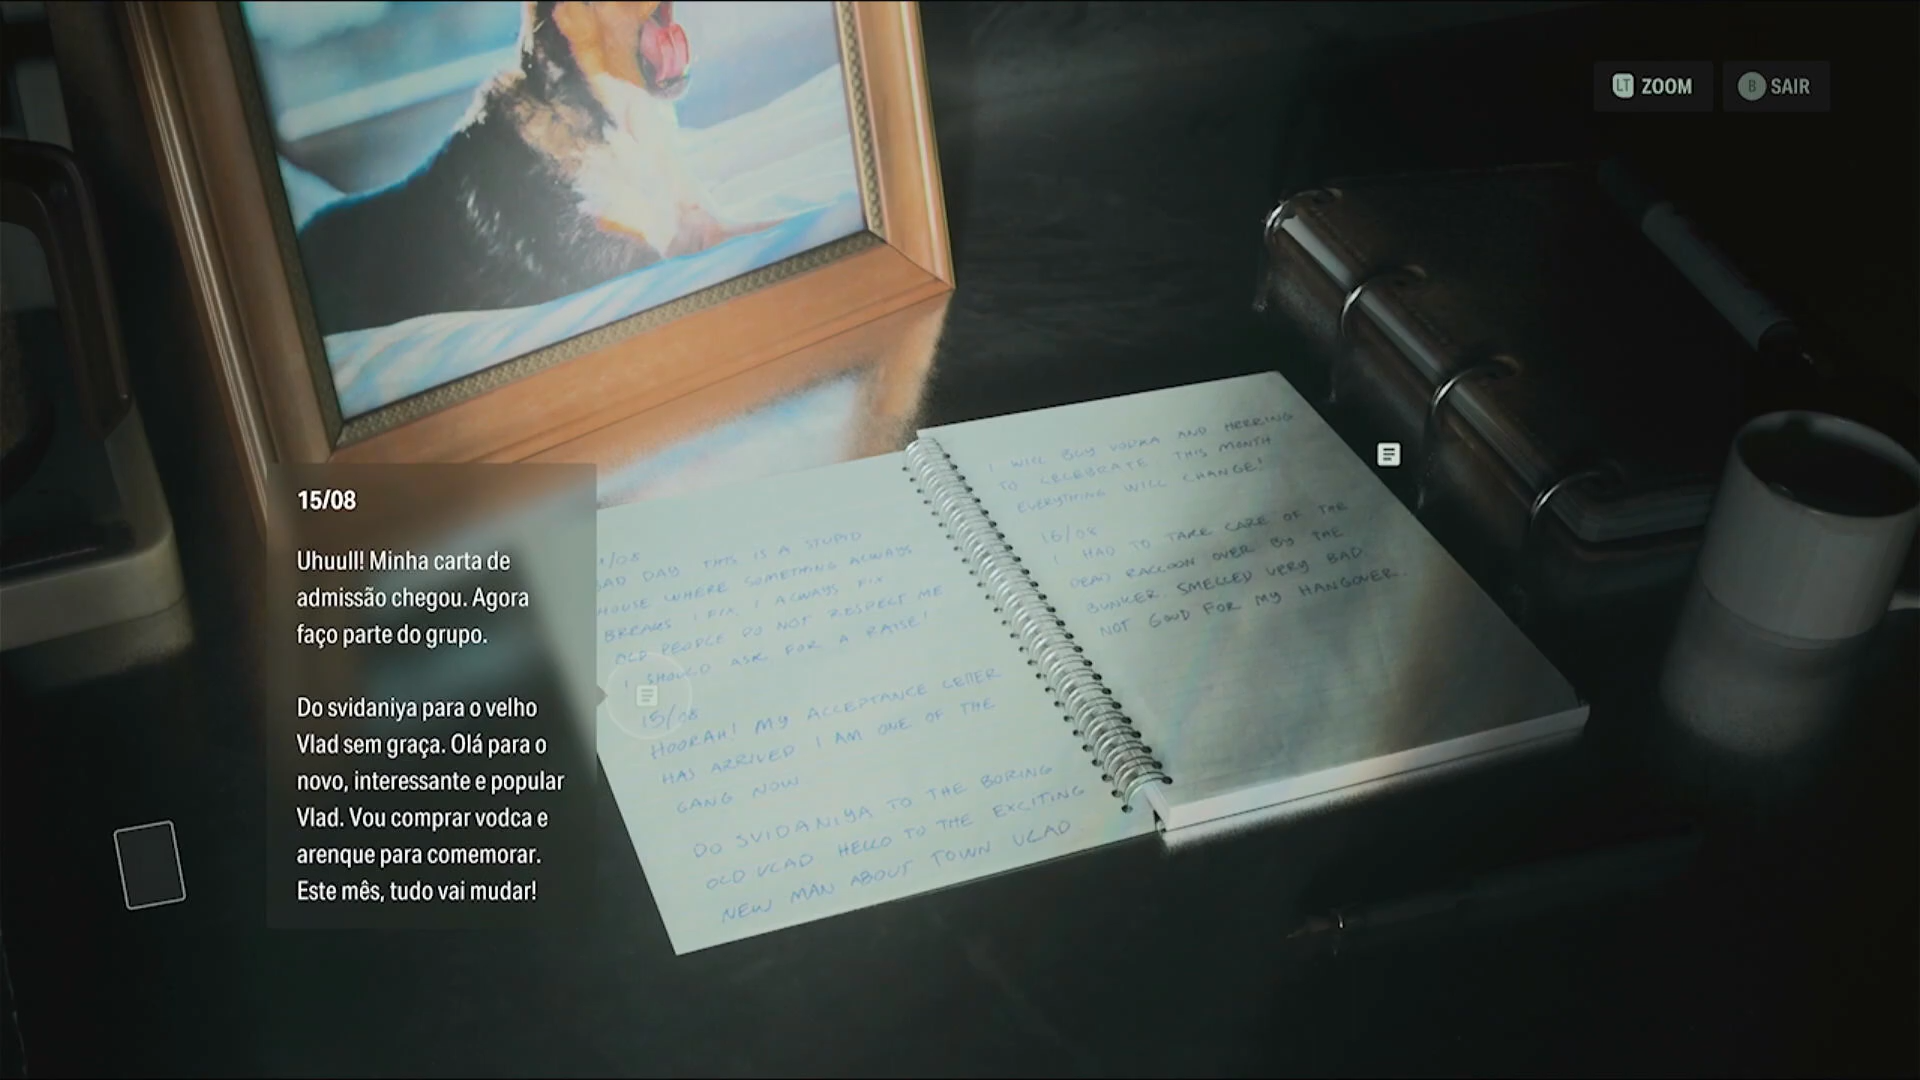 LT ZOOM
B SAIR
15/08
Uhuull! Minha carta de
admissão chegou. Agora
faço parte do grupo.
Do svidaniya para o velho
Vlad sem graça. Olá para o
novo, interessante e popular
Vlad. Vou comprar vodca e
arenque para comemorar.
Este mês, tudo vai mudar!
/08
BAD DAY THIS IS A STUPID
HOUSE WHERE SOMETHING ALWAYS
BREAKS I FIX. I ALWAYS FIX.
OLD PEOPLE DO NOT RESPECT ME
I SHOULD ASK FOR A RAISE!
15/08
HOORAH! MY ACCEPTANCE LETTER
HAS ARRIVED I AM ONE OF THE
GANG NOW
DO SVIDANIYA TO THE BORING
OLD VLAD HELLO TO THE EXCITING
NEW MAN ABOUT TOWN VLAD
I WILL BUY VODKA AND HERRING
TO CELEBRATE THIS MONTH
EVERYTHING WILL CHANGE!
16/08
I HAD TO TAKE CARE OF THE
DEAD RACCOON OVER BY THE
BUNKER. SMELLED VERY BAD
NOT GOOD FOR MY HANGOVER.